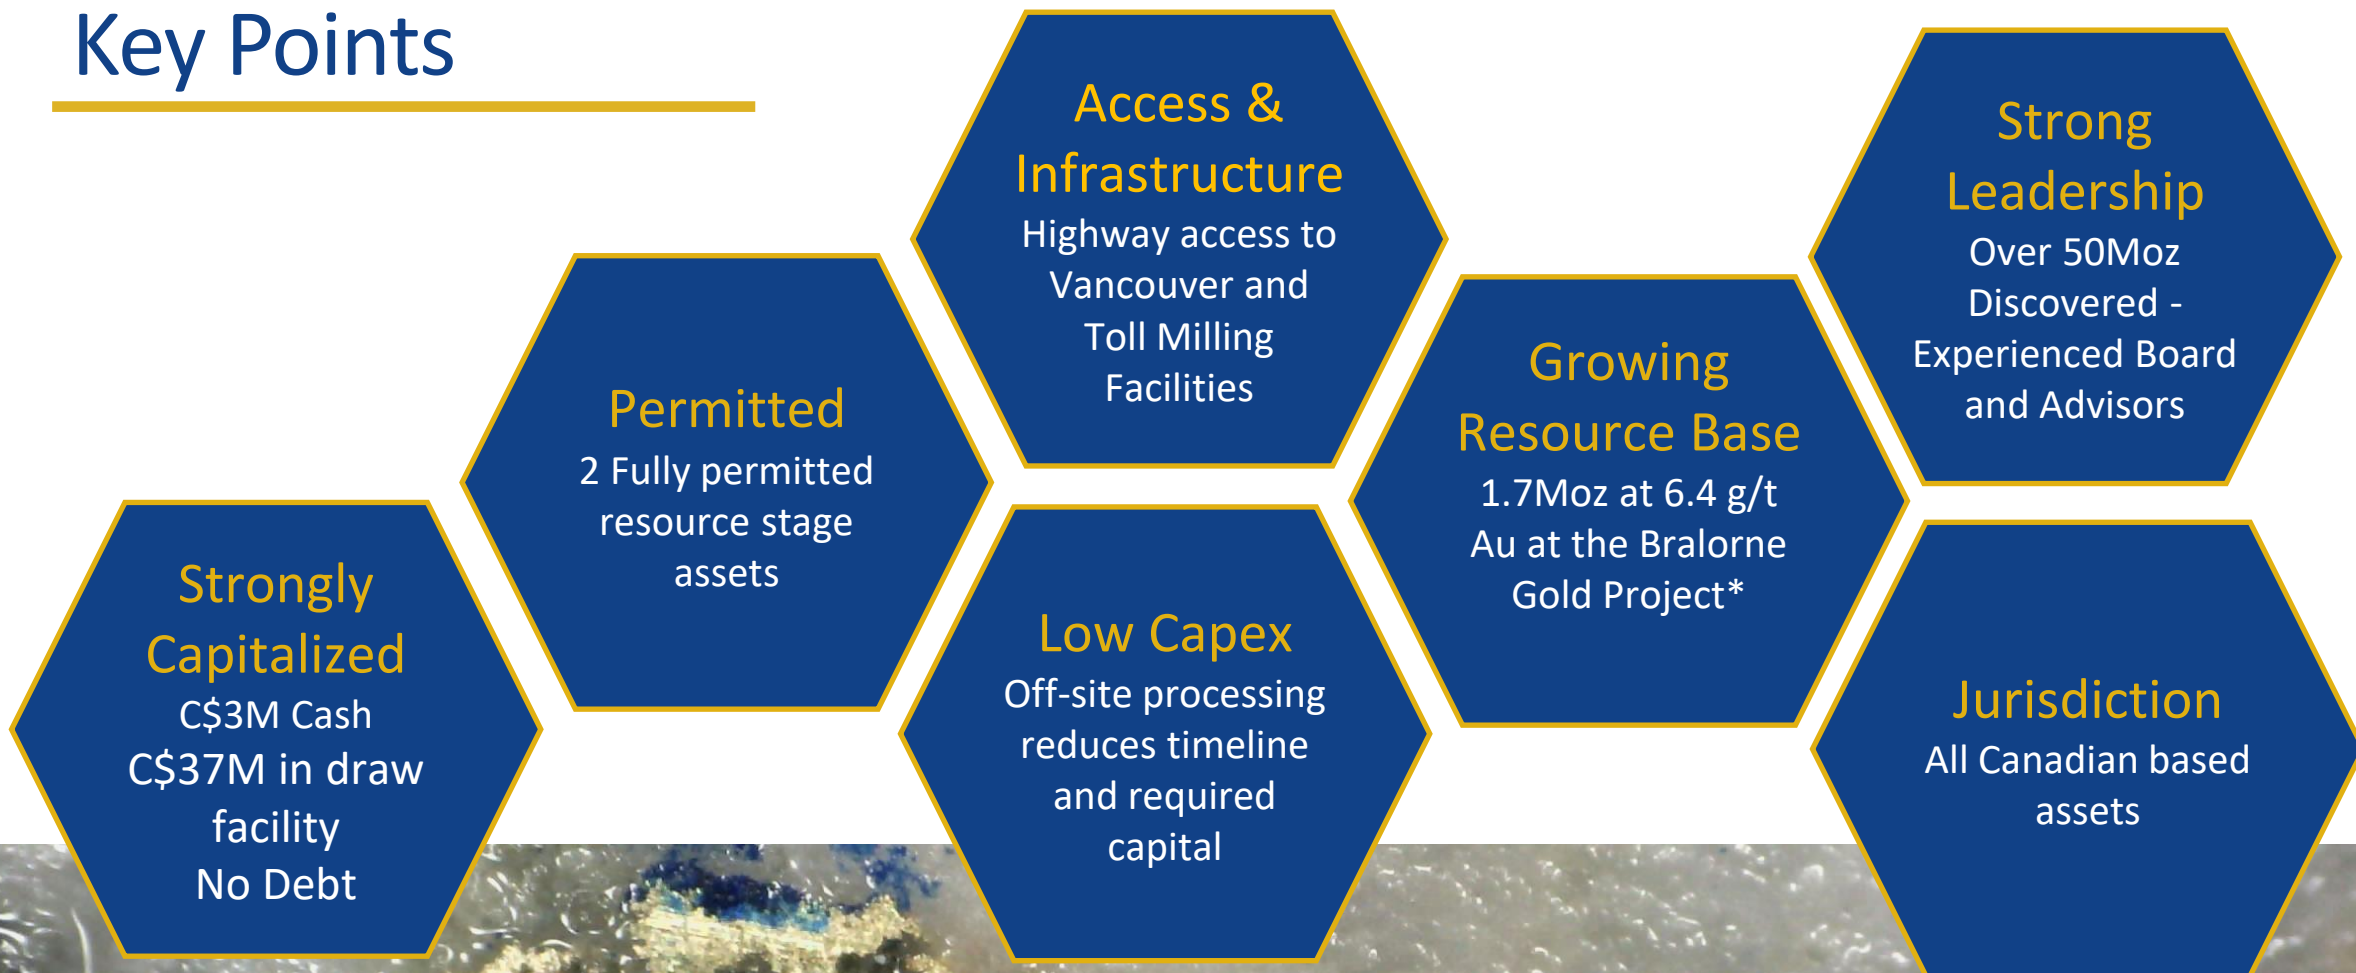 Key Points
Strongly
Capitalized
C$3M Cash
C$37M in draw
facility
No Debt
Permitted
2 Fully permitted
resource stage
assets
Access &
Infrastructure
Highway access to
Vancouver and
Toll Milling
Facilities
Low Capex
Off-site processing
reduces timeline
and required
capital
Growing
Resource Base
1.7Moz at 6.4 g/t
Au at the Bralorne
Gold Project*
Strong
Leadership
Over 50Moz
Discovered -
Experienced Board
and Advisors
Jurisdiction
All Canadian based
assets